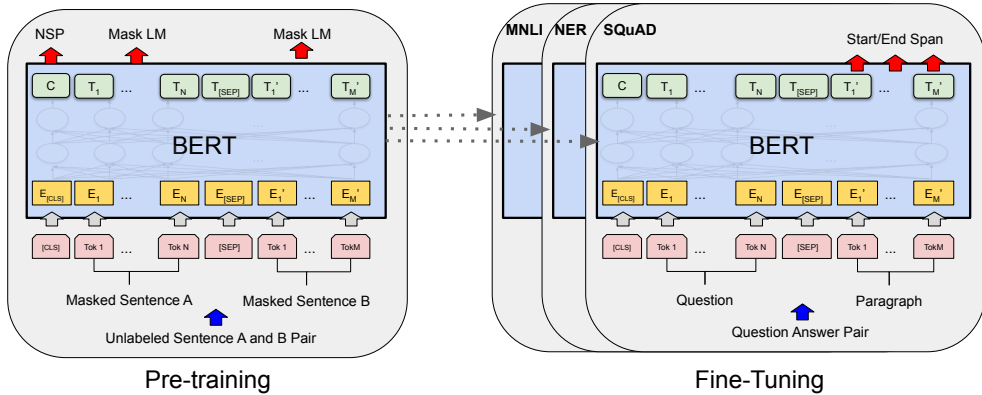 NSP Mask LM Mask LM
C T1 ... TN T[SEP] T1' ... TM'
...
BERT
...
E[CLS] E1 ... EN E[SEP] E1' ... EM'
[CLS] Tok 1 ... Tok N [SEP] Tok 1 ... TokM
Masked Sentence A Masked Sentence B
Unlabeled Sentence A and B Pair
Pre-training
MNLI NER SQuAD
Start/End Span
C T1 ... TN T[SEP] T1' ... TM'
...
BERT
...
E[CLS] E1 ... EN E[SEP] E1' ... EM'
[CLS] Tok 1 ... Tok N [SEP] Tok 1 ... TokM
Question Paragraph
Question Answer Pair
Fine-Tuning